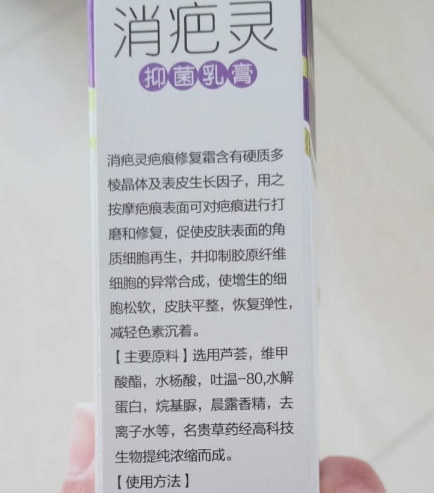 消疤灵
抑菌乳膏
消疤灵疤痕修复霜含有硬质多
棱晶体及表皮生长因子，用之
按摩疤痕表面可对疤痕进行打
磨和修复，促使皮肤表面的角
质细胞再生，并抑制胶原纤维
细胞的异常合成，使增生的细
胞松软，皮肤平整，恢复弹性，
减轻色素沉着。
【主要原料】选用芦荟，维甲
酸酯，水杨酸，吐温-80,水解
蛋白，烷基脲，晨露香精，去
离子水等，名贵草药经高科技
生物提纯浓缩而成。
【使用方法】